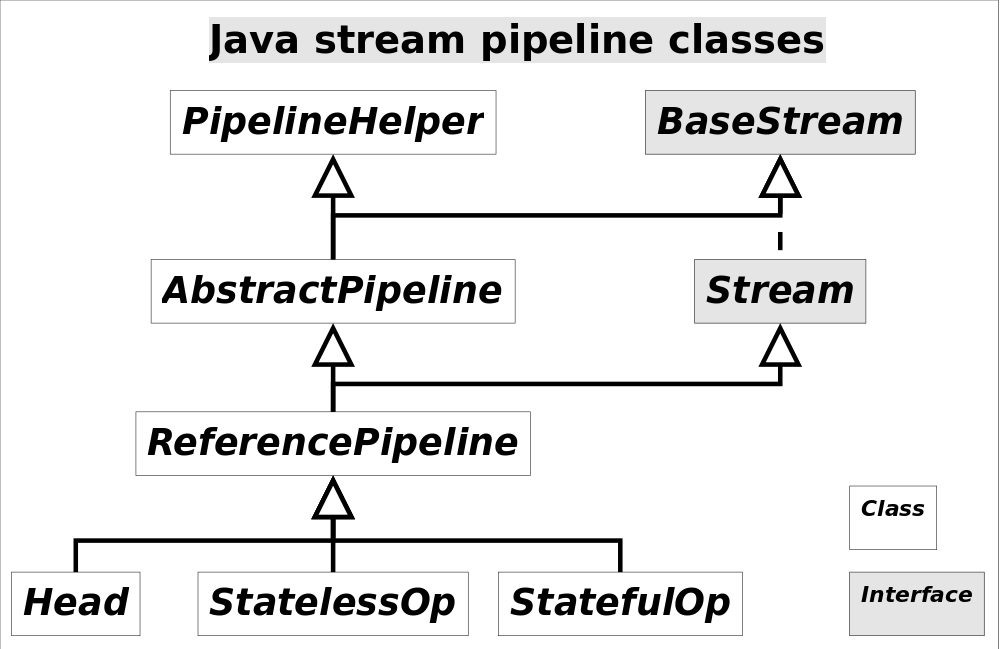 Java stream pipeline classes
PipelineHelper
BaseStream
AbstractPipeline
Stream
ReferencePipeline
Class
Head
StatelessOp
StatefulOp
Interface